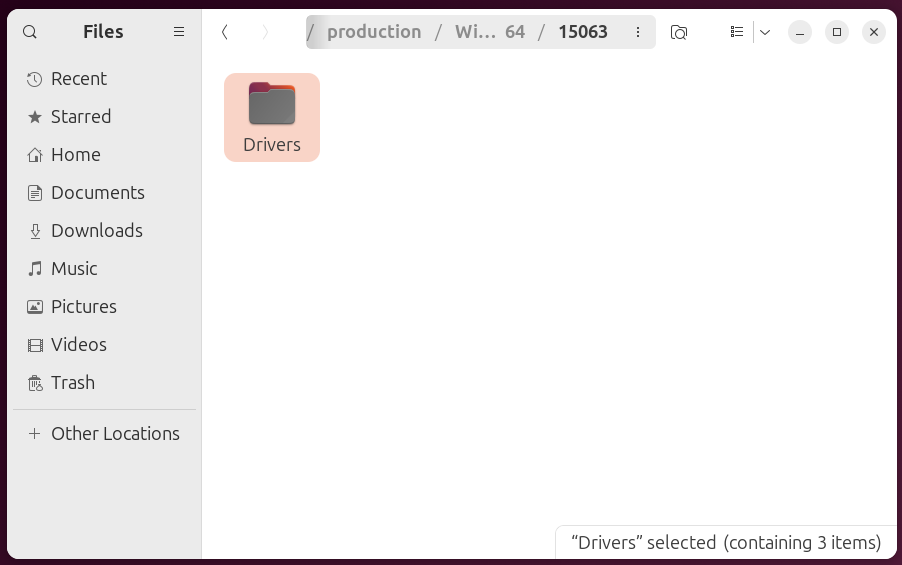 Files
/ production / Wi… 64 / 15063
Recent
Starred
Home
Documents
Downloads
Music
Pictures
Videos
Trash
Other Locations
Drivers
“Drivers” selected (containing 3 items)